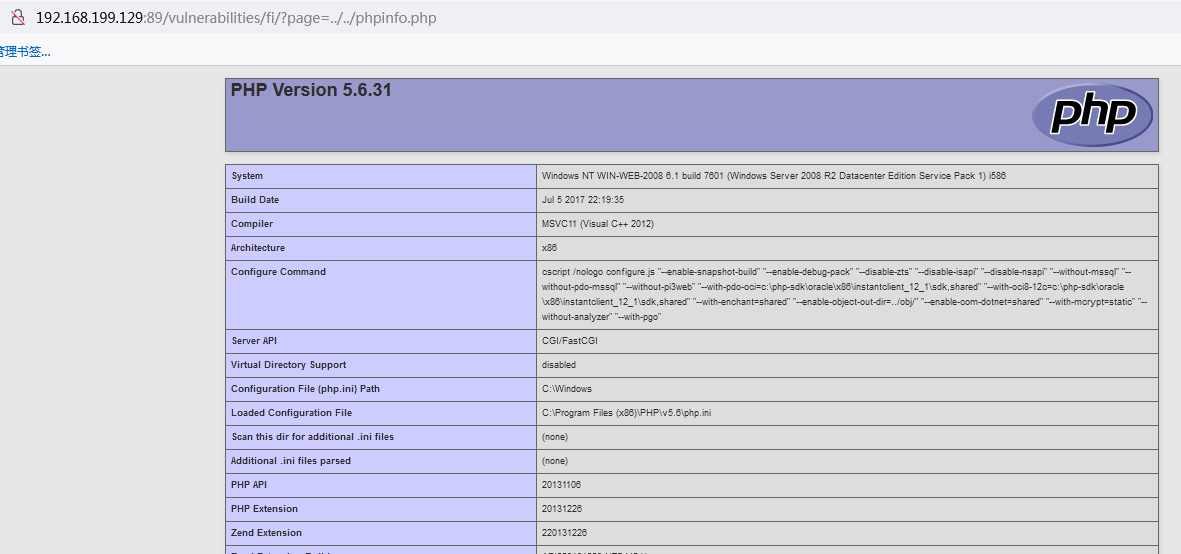 192.168.199.129:89/vulnerabilities/fi/?page=../../phpinfo.php
管理书签...
PHP Version 5.6.31
php
System Windows NT WIN-WEB-2008 6.1 build 7601 (Windows Server 2008 R2 Datacenter Edition Service Pack 1) i586
Build Date Jul 5 2017 22:19:35
Compiler MSVC11 (Visual C++ 2012)
Architecture x86
Configure Command cscript /nologo configure.js "--enable-snapshot-build" "--enable-debug-pack" "--disable-zts" "--disable-isapi" "--disable-nsapi" "--without-mssql" "--
without-pdo-mssql" "--without-pi3web" "--with-pdo-oci=c:\php-sdk\oracle\x86\instantclient_12_1\sdk,shared" "--with-oci8-12c=c:\php-sdk\oracle
\x86\instantclient_12_1\sdk,shared" "--with-enchant=shared" "--enable-object-out-dir=../obj/" "--enable-com-dotnet=shared" "--with-mcrypt=static" "--
without-analyzer" "--with-pgo"
Server API CGI/FastCGI
Virtual Directory Support disabled
Configuration File (php.ini) Path C:\Windows
Loaded Configuration File C:\Program Files (x86)\PHP\v5.6\php.ini
Scan this dir for additional .ini files (none)
Additional .ini files parsed (none)
PHP API 20131106
PHP Extension 20131226
Zend Extension 220131226